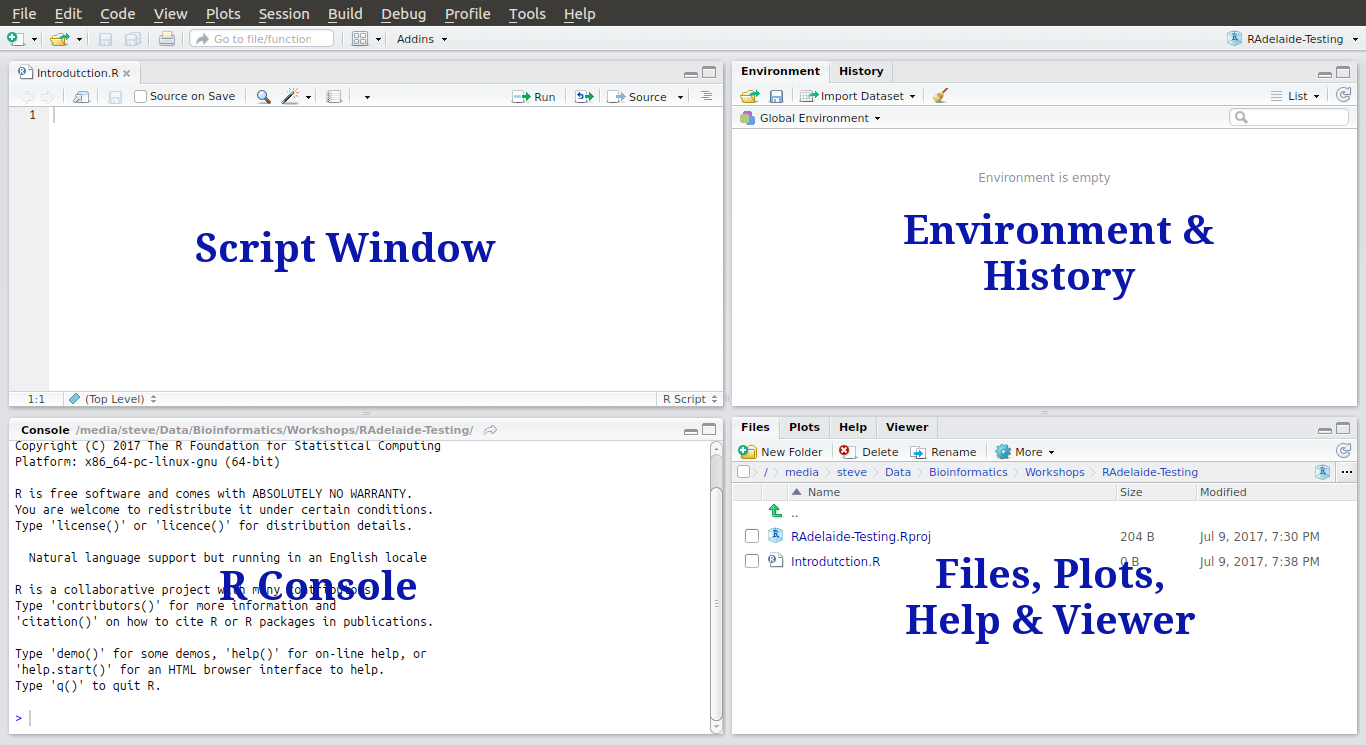 File Edit Code View Plots Session Build Debug Profile Tools Help
Go to file/function Addins RAdelaide-Testing
Introdutction.R
Source on Save Run Source
1
Script Window
1:1 (Top Level) R Script
Environment History
Import Dataset List
Global Environment
Environment is empty
Environment &
History
Console /media/steve/Data/Bioinformatics/Workshops/RAdelaide-Testing/
Copyright (C) 2017 The R Foundation for Statistical Computing
Platform: x86_64-pc-linux-gnu (64-bit)
R is free software and comes with ABSOLUTELY NO WARRANTY.
You are welcome to redistribute it under certain conditions.
Type 'license()' or 'licence()' for distribution details.
Natural language support but running in an English locale
R Console
R is a collaborative project with many contributors.
Type 'contributors()' for more information and
'citation()' on how to cite R or R packages in publications.
Type 'demo()' for some demos, 'help()' for on-line help, or
'help.start()' for an HTML browser interface to help.
Type 'q()' to quit R.
>
Files Plots Help Viewer
New Folder Delete Rename More
/ media steve Data Bioinformatics Workshops RAdelaide-Testing ...
Name Size Modified
..
RAdelaide-Testing.Rproj 204 B Jul 9, 2017, 7:30 PM
Introdutction.R 0 B Jul 9, 2017, 7:38 PM
Files, Plots,
Help & Viewer